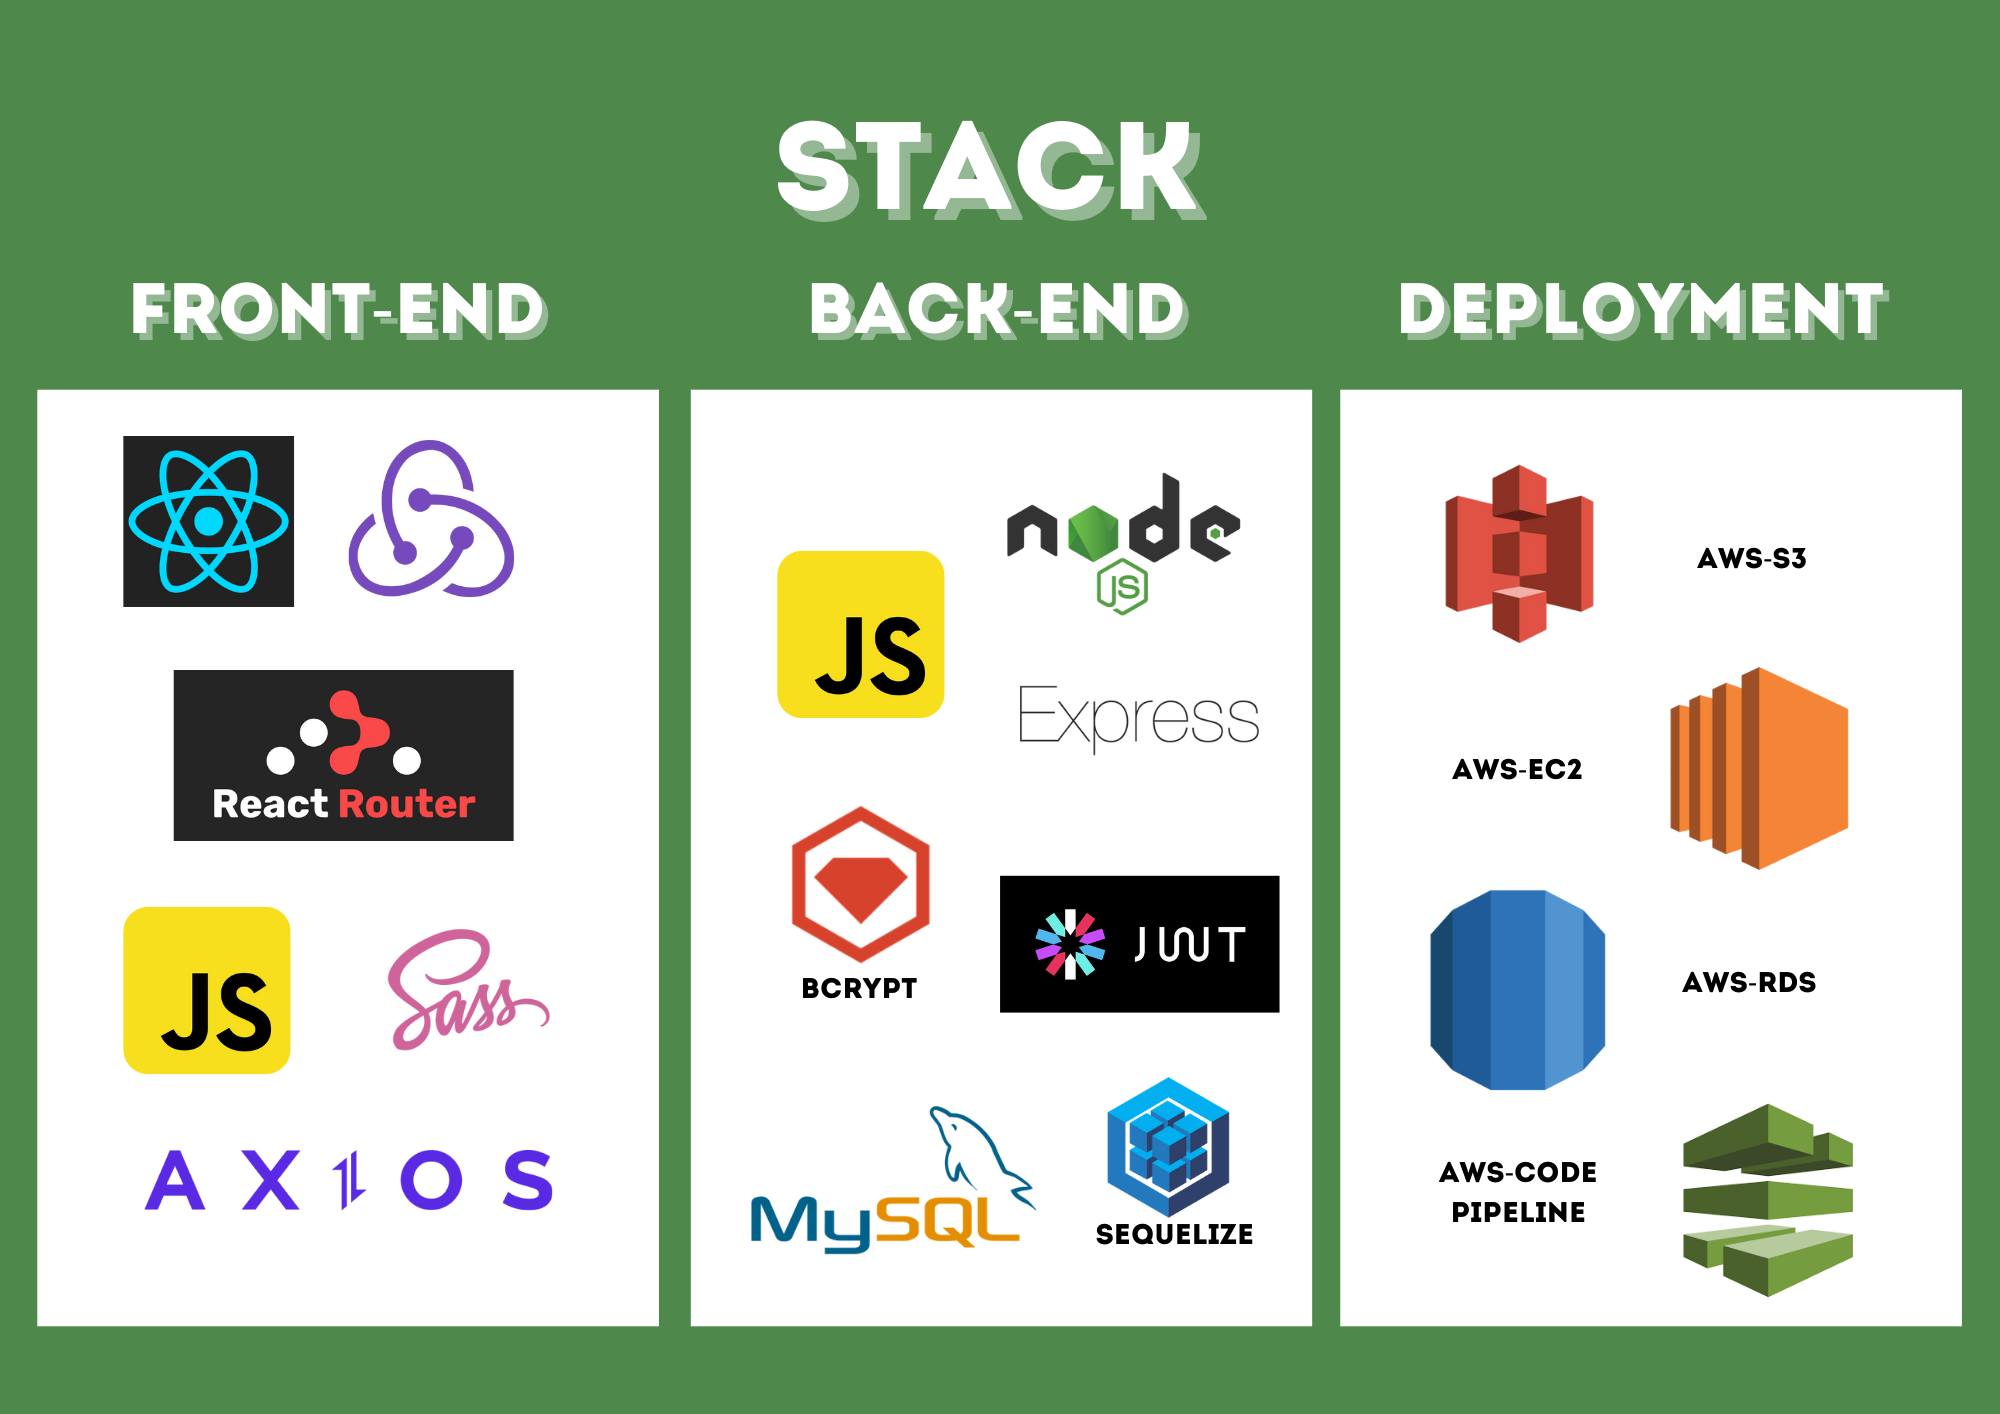 STACK
FRONT-END
BACK-END
DEPLOYMENT
React Router
JS
Sass
AXIOS
JS
node
JS
Express
BCRYPT
JWT
MySQL
SEQUELIZE
AWS-S3
AWS-EC2
AWS-RDS
AWS-CODE
PIPELINE